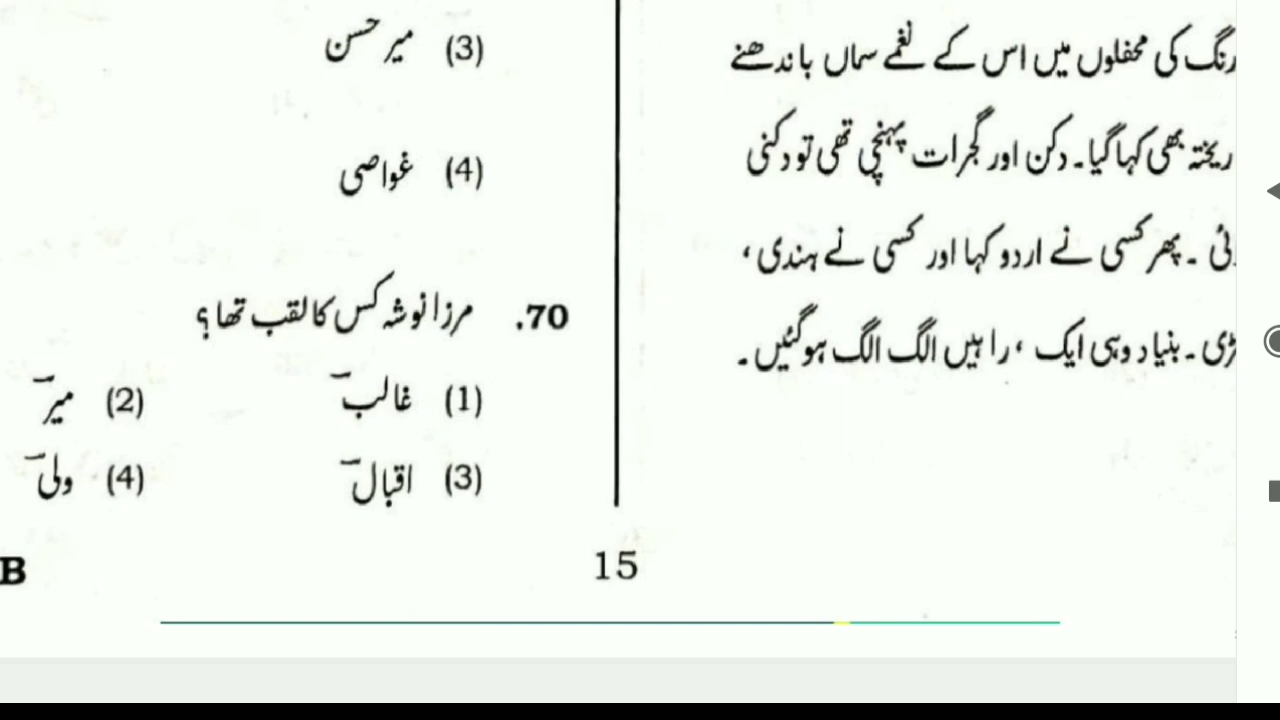 رنگ کی محفلوں میں اس کے نغمے سماں باندھنے
ریختہ بھی کہا گیا۔ دکن اور گجرات پہنچی تھی تو دکنی
۔ پھر کسی نے اردو کہا اور کسی نے ہندی،
۔ بنیاد وہی ایک، راہیں الگ الگ ہوگئیں۔
(3) میر حسن
(4) غواصی
70. مرزا نوشہ کس کا لقب تھا؟
(1) غالبؔ (2) میرؔ
(3) اقبالؔ (4) ولیؔ
15
B